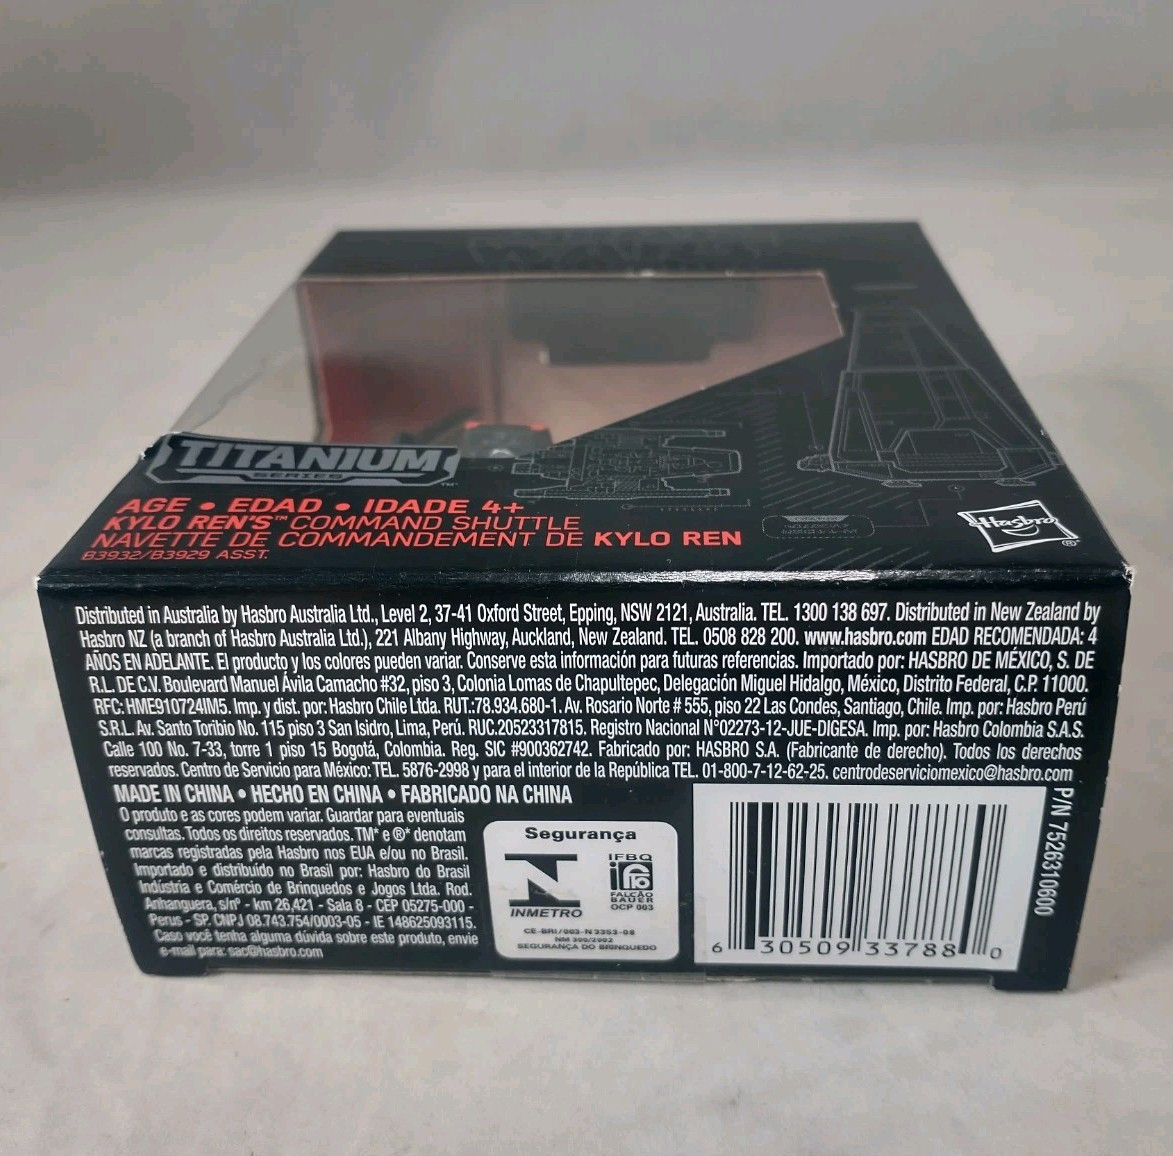 TITANIUM
SERIES
TM
AGE • EDAD • IDADE 4+
KYLO REN'S™ COMMAND SHUTTLE
NAVETTE DE COMMANDEMENT DE KYLO REN
B3932/B3929 ASST.
Hasbro
®
Distributed in Australia by Hasbro Australia Ltd., Level 2, 37-41 Oxford Street, Epping, NSW 2121, Australia. TEL. 1300 138 697. Distributed in New Zealand by
Hasbro NZ (a branch of Hasbro Australia Ltd.), 221 Albany Highway, Auckland, New Zealand. TEL. 0508 828 200. www.hasbro.com EDAD RECOMENDADA: 4
AÑOS EN ADELANTE. El producto y los colores pueden variar. Conserve esta información para futuras referencias. Importado por: HASBRO DE MÉXICO, S. DE
R.L. DE C.V. Boulevard Manuel Ávila Camacho #32, piso 3, Colonia Lomas de Chapultepec, Delegación Miguel Hidalgo, México, Distrito Federal, C.P. 11000.
RFC: HME910724IM5. Imp. y dist. por: Hasbro Chile Ltda. RUT.:78.934.680-1. Av. Rosario Norte # 555, piso 22 Las Condes, Santiago, Chile. Imp. por: Hasbro Perú
S.R.L. Av. Santo Toribio No. 115 piso 3 San Isidro, Lima, Perú. RUC.20523317815. Registro Nacional N°02273-12-JUE-DIGESA. Imp. por: Hasbro Colombia S.A.S.
Calle 100 No. 7-33, torre 1 piso 15 Bogotá, Colombia. Reg. SIC #900362742. Fabricado por: HASBRO S.A. (Fabricante de derecho). Todos los derechos
reservados. Centro de Servicio para México: TEL. 5876-2998 y para el interior de la República TEL. 01-800-7-12-62-25. centrodeserviciomexico@hasbro.com
MADE IN CHINA • HECHO EN CHINA • FABRICADO NA CHINA
O produto e as cores podem variar. Guardar para eventuais
consultas. Todos os direitos reservados. TM* e ®* denotam
marcas registradas pela Hasbro nos EUA e/ou no Brasil.
Importado e distribuido no Brasil por: Hasbro do Brasil
Indústria e Comércio de Brinquedos e Jogos Ltda. Rod.
Anhanguera, s/nº - km 26,421 - Sala 8 - CEP 05275-000 -
Perus - SP. CNPJ 08.743.754/0003-05 - IE 148625093115.
Caso você tenha alguma dúvida sobre este produto, envie
e-mail para: sac@hasbro.com
Segurança
INMETRO
IFBQ
FALCÃO
BAUER
OCP 003
CE-BRI/003-N 3353-08
NM 300/2002
SEGURANÇA DO BRINQUEDO
6 30509 33788 0
P/N 7526310600